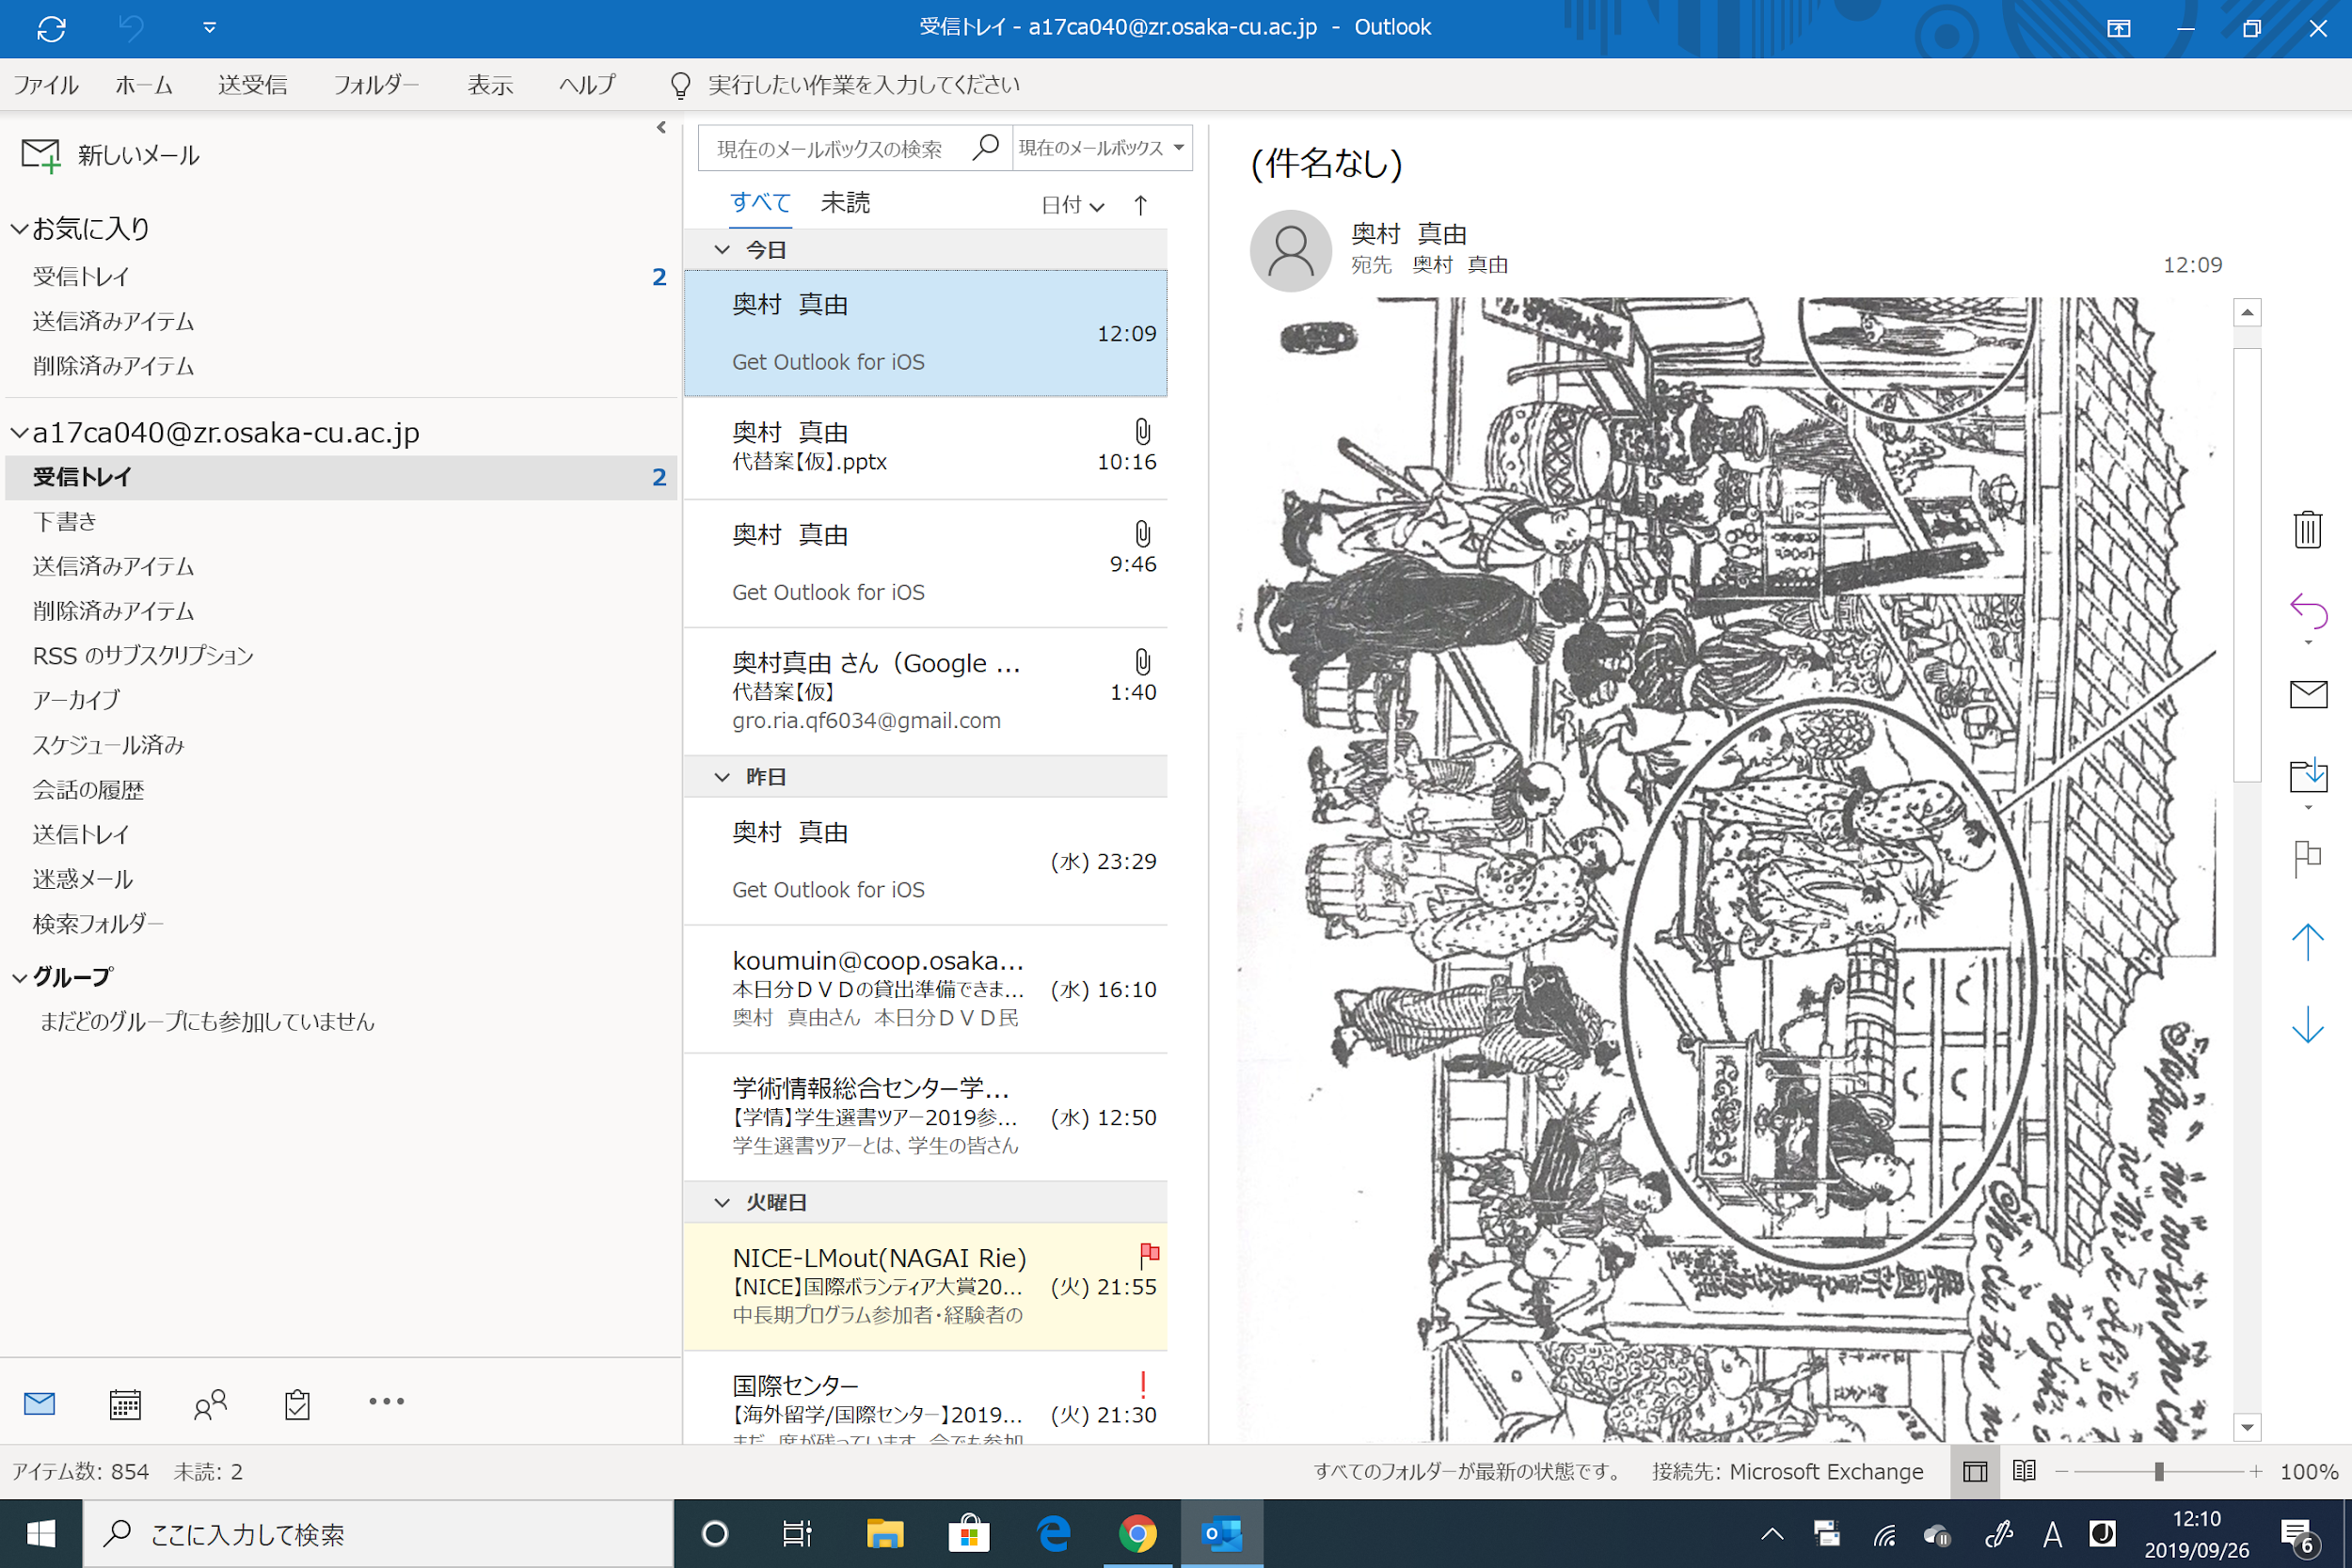 受信トレイ - a17ca040@zr.osaka-cu.ac.jp - Outlook
ファイル ホーム 送受信 フォルダー 表示 ヘルプ 実行したい作業を入力してください
新しいメール
お気に入り
受信トレイ 2
送信済みアイテム
削除済みアイテム
a17ca040@zr.osaka-cu.ac.jp
受信トレイ 2
下書き
送信済みアイテム
削除済みアイテム
RSS のサブスクリプション
アーカイブ
スケジュール済み
会話の履歴
送信トレイ
迷惑メール
検索フォルダー
グループ
まだどのグループにも参加していません
アイテム数: 854 未読: 2
現在のメールボックスの検索 現在のメールボックス
すべて 未読 日付
今日
奥村 真由
12:09
Get Outlook for iOS
奥村 真由
代替案【仮】.pptx 10:16
奥村 真由
9:46
Get Outlook for iOS
奥村真由 さん（Google ...
代替案【仮】 1:40
gro.ria.qf6034@gmail.com
昨日
奥村 真由
(水) 23:29
Get Outlook for iOS
koumuin@coop.osaka...
本日分ＤＶＤの貸出準備できま... (水) 16:10
奥村 真由さん 本日分ＤＶＤ民
学術情報総合センター学...
【学情】学生選書ツアー2019参... (水) 12:50
学生選書ツアーとは、学生の皆さん
火曜日
NICE-LMout(NAGAI Rie)
【NICE】国際ボランティア大賞20... (火) 21:55
中長期プログラム参加者・経験者の
国際センター
【海外留学/国際センター】2019... (火) 21:30
まだ、席が残っています。今でも参加
(件名なし)
奥村 真由
宛先 奥村 真由 12:09
すべてのフォルダーが最新の状態です。 接続先: Microsoft Exchange 100%
ここに入力して検索
A
12:10
2019/09/26
6